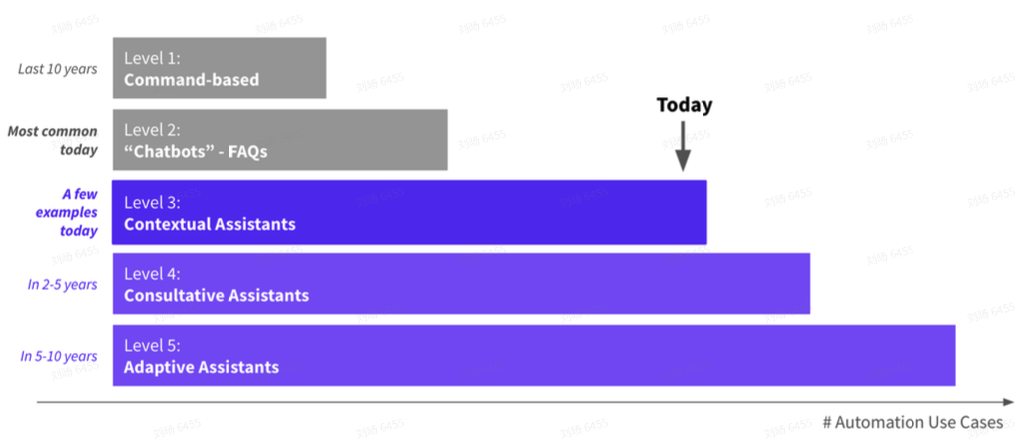 Last 10 years
Level 1:
Command-based
Most common
today
Level 2:
“Chatbots” - FAQs
Today
A few
examples
today
Level 3:
Contextual Assistants
In 2-5 years
Level 4:
Consultative Assistants
In 5-10 years
Level 5:
Adaptive Assistants
# Automation Use Cases